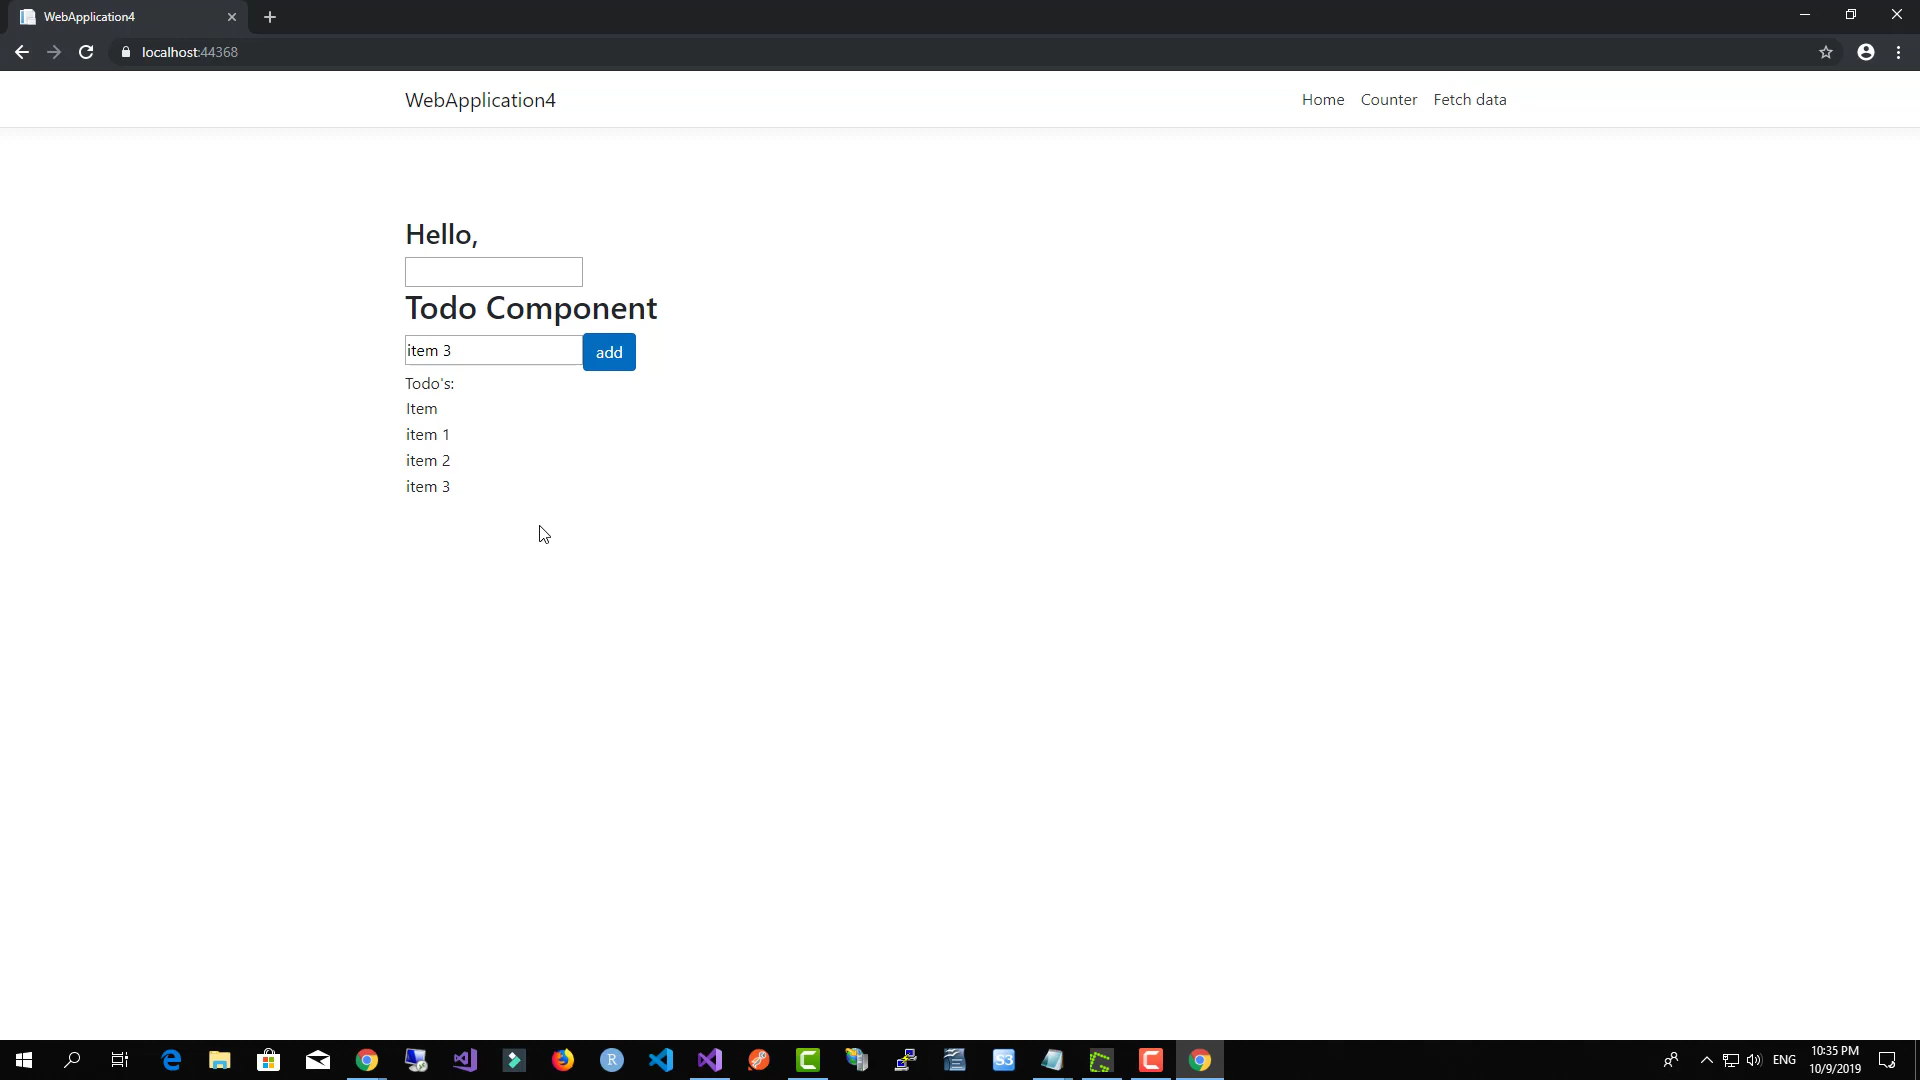 WebApplication4
localhost:44368
WebApplication4 Home Counter Fetch data
Hello,
Todo Component
item 3 add
Todo's:
Item
item 1
item 2
item 3
R
S3
ENG
10:35 PM
10/9/2019